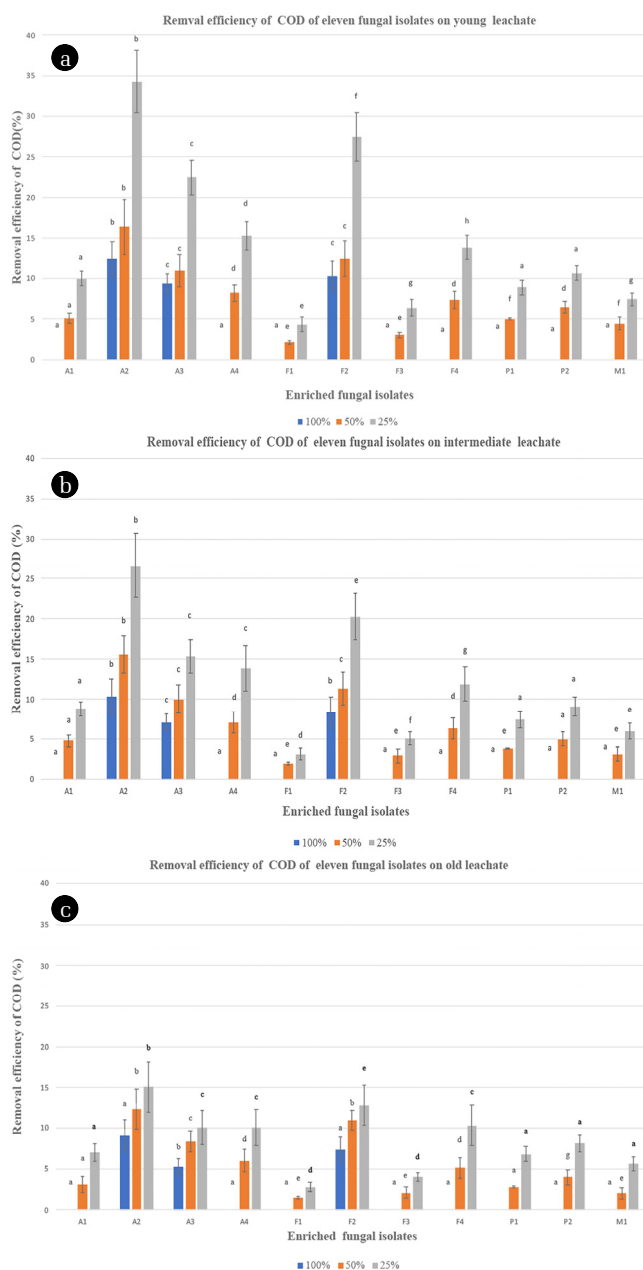 Remval efficiency of COD of eleven fungal isolates on young leachate
a
Removal efficiency of COD(%)
40
35
30
25
20
15
10
5
0
a a a
b b b
c c c
a d d
a e e
c c f
a e g
a d h
a f a
a d a
a f g
A1 A2 A3 A4 F1 F2 F3 F4 P1 P2 M1
Enriched fungal isolates
100% 50% 25%
Removal efficiency of COD of eleven fugnal isolates on intermediate leachate
b
Removal efficiency of COD (%)
40
35
30
25
20
15
10
5
0
a a a
b b b
c c c
a d c
a e d
b c e
a e f
a d g
a e a
a a a
a e e
A1 A2 A3 A4 F1 F2 F3 F4 P1 P2 M1
Enriched fungal isolates
100% 50% 25%
Removal efficiency of COD of eleven fungal isolates on old leachate
c
Removal efficiency of COD (%)
40
35
30
25
20
15
10
5
0
a a a
a b b
b c c
a d c
a e d
a b e
a e d
a d c
a a a
a g a
a e a
A1 A2 A3 A4 F1 F2 F3 F4 P1 P2 M1
Enriched fungal isolates
100% 50% 25%